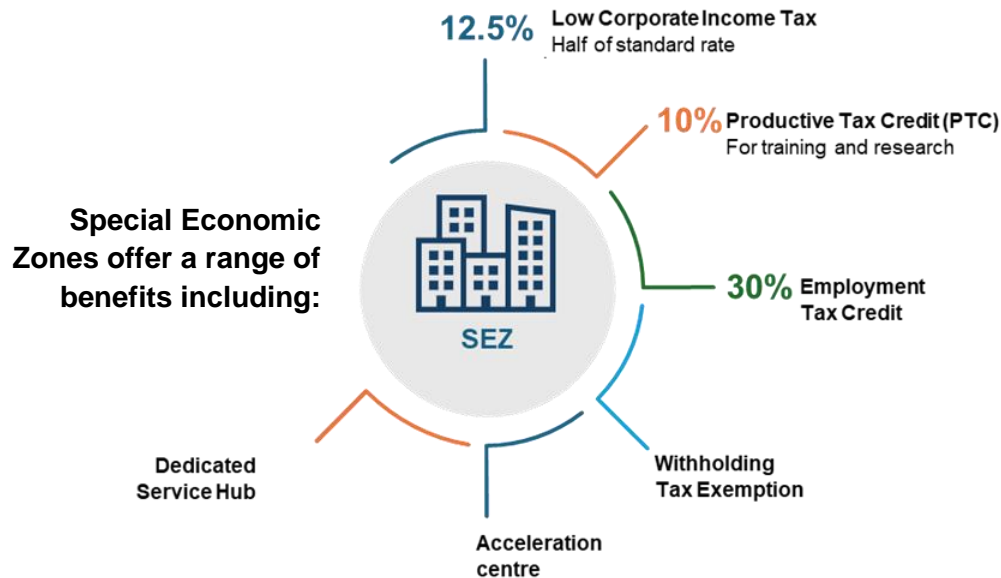 Special Economic
Zones offer a range of
benefits including:
12.5%
Low Corporate Income Tax
Half of standard rate
10%
Productive Tax Credit (PTC)
For training and research
30%
Employment
Tax Credit
Withholding
Tax Exemption
Acceleration
centre
Dedicated
Service Hub
SEZ